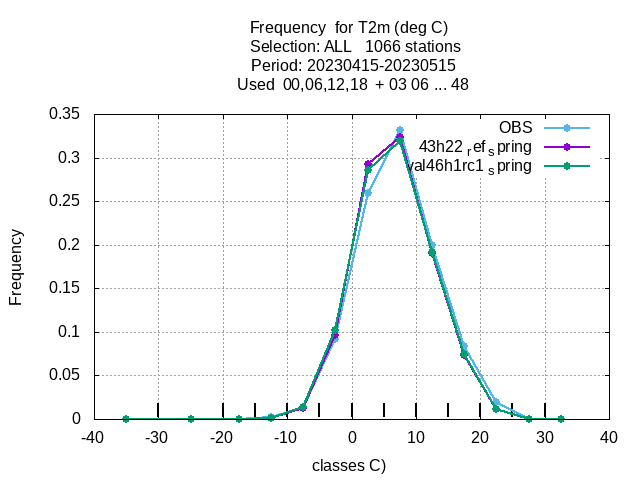 Frequency for T2m (deg C)
Selection: ALL 1066 stations
Period: 20230415-20230515
Used 00,06,12,18 + 03 06 ... 48
0.35
0.3
0.25
0.2
0.15
0.1
0.05
0
Frequency
OBS
43h22 ref spring
val46h1rc1 spring
-40 -30 -20 -10 0 10 20 30 40
classes C)